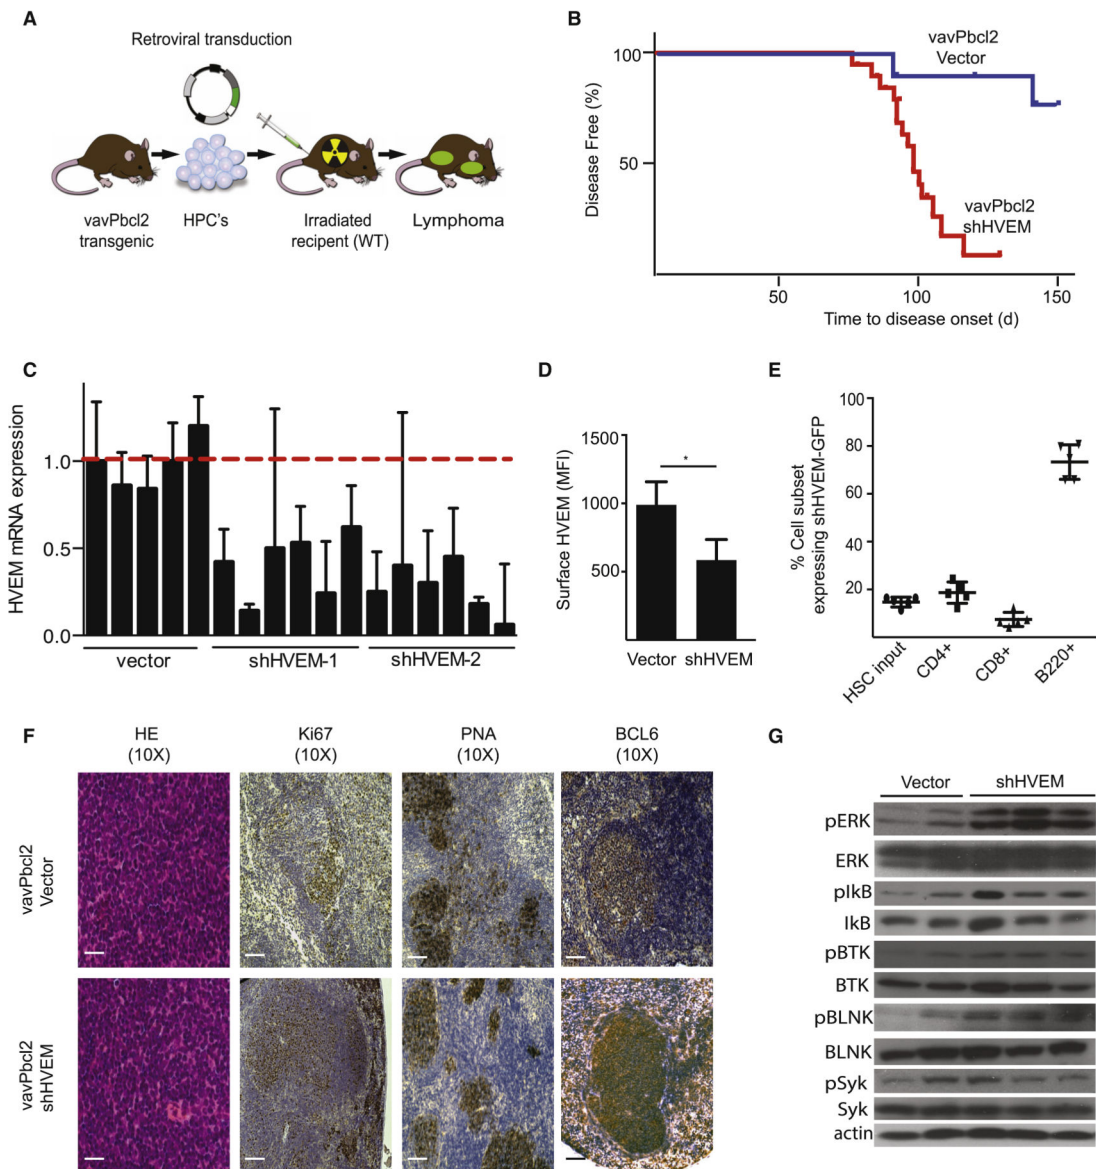 A
Retroviral transduction
vavPbcl2
transgenic
HPC's
Irradiated
recipent (WT)
Lymphoma
B
Disease Free (%)
100
50
vavPbcl2
Vector
vavPbcl2
shHVEM
50
100
150
Time to disease onset (d)
C
HVEM mRNA expression
1.0
0.5
0.0
vector
shHVEM-1
shHVEM-2
D
Surface HVEM (MFI)
1500
1000
500
*
Vector
shHVEM
E
% Cell subset
expressing shHVEM-GFP
100
80
60
40
20
HSC input
CD4+
CD8+
B220+
F
HE
(10X)
Ki67
(10X)
PNA
(10X)
BCL6
(10X)
vavPbcl2
Vector
vavPbcl2
shHVEM
G
Vector
shHVEM
pERK
ERK
pIkB
IkB
pBTK
BTK
pBLNK
BLNK
pSyk
Syk
actin